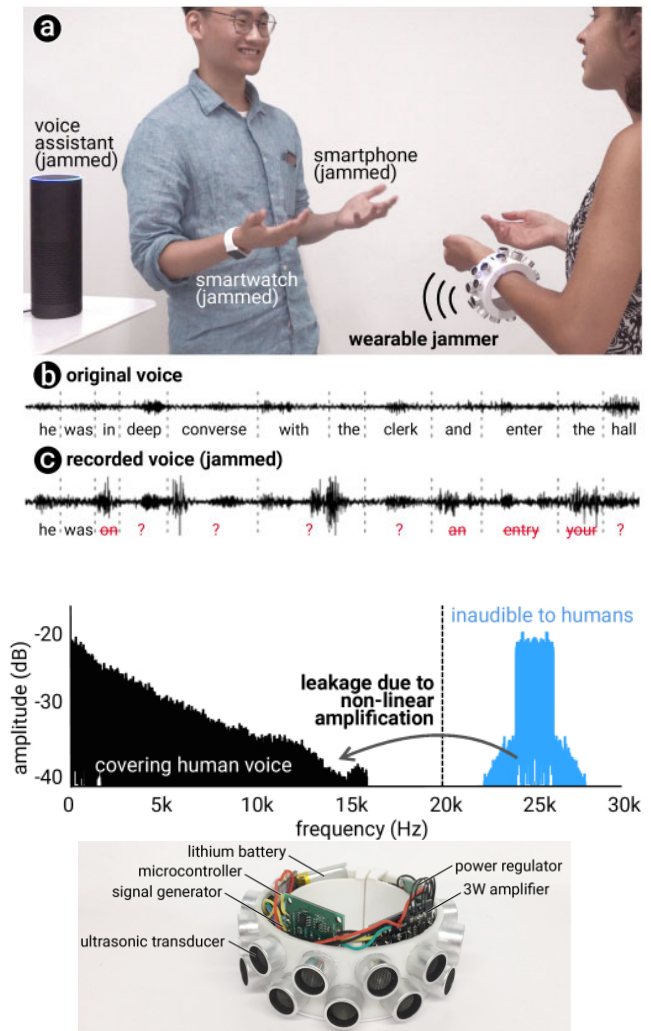 a
voice
assistant
(jammed)
smartphone
(jammed)
smartwatch
(jammed)
wearable jammer
b original voice
he was in deep converse with the clerk and enter the hall
c recorded voice (jammed)
he was on ? ? ? ? an entry your ?
inaudible to humans
leakage due to
non-linear
amplification
covering human voice
amplitude (dB)
-20
-30
-40
0 5k 10k 15k 20k 25k 30k
frequency (Hz)
lithium battery
microcontroller
signal generator
ultrasonic transducer
power regulator
3W amplifier